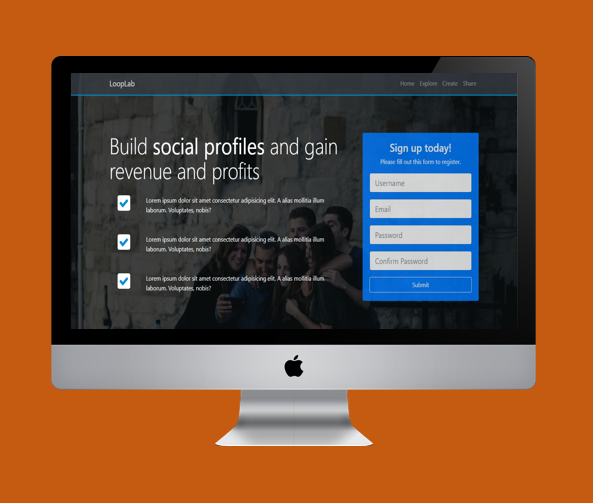 LoopLab
Home Explore Create Share
Build social profiles and gain
revenue and profits
Lorem ipsum dolor sit amet consectetur adipisicing elit. A alias mollitia illum
laborum. Voluptates, nobis?
Lorem ipsum dolor sit amet consectetur adipisicing elit. A alias mollitia illum
laborum. Voluptates, nobis?
Lorem ipsum dolor sit amet consectetur adipisicing elit. A alias mollitia illum
laborum. Voluptates, nobis?
Sign up today!
Please fill out this form to register.
Username
Email
Password
Confirm Password
Submit